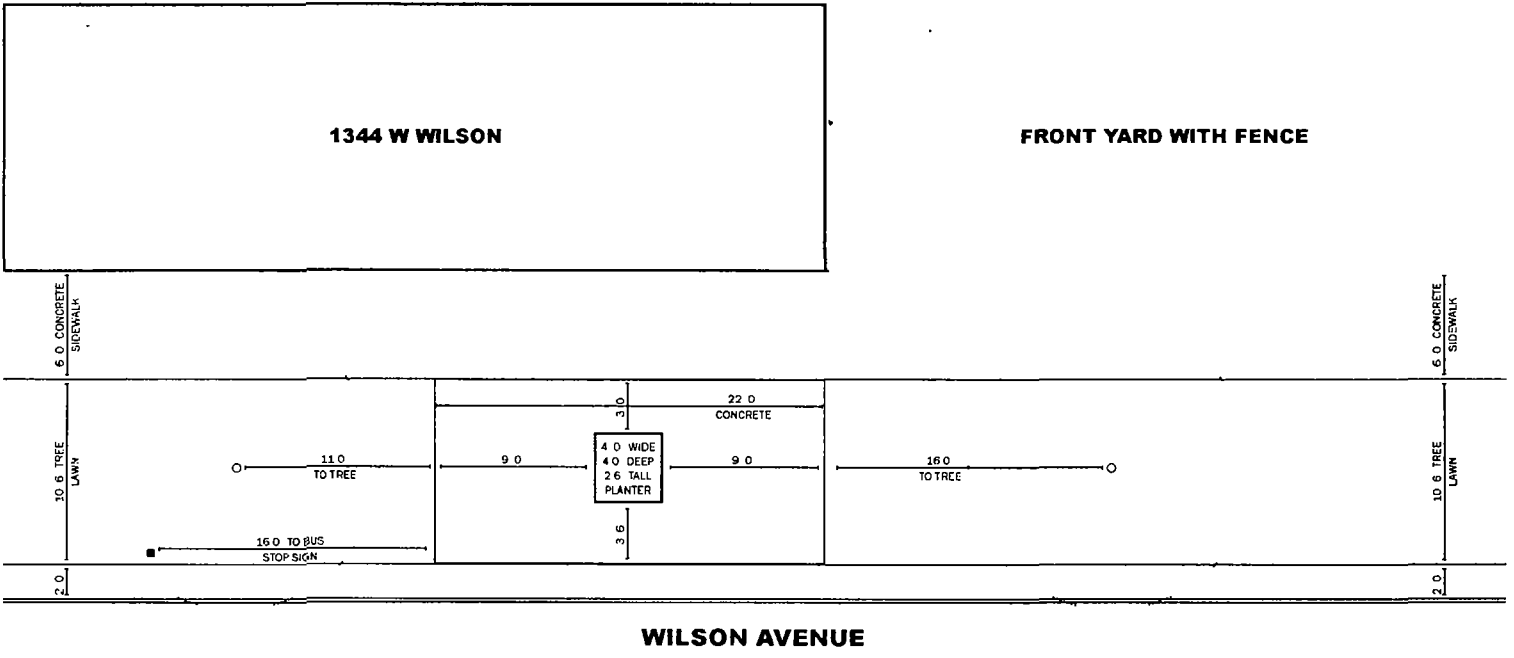 1344 W WILSON
FRONT YARD WITH FENCE
6 0 CONCRETE
SIDEWALK
6 0 CONCRETE
SIDEWALK
3 0
22 0
CONCRETE
10 6 TREE
LAWN
11 0
TO TREE
9 0
4 0 WIDE
4 0 DEEP
2 6 TALL
PLANTER
9 0
16 0
TO TREE
10 6 TREE
LAWN
16 0 TO BUS
STOP SIGN
3 6
2 0
2 0
WILSON AVENUE